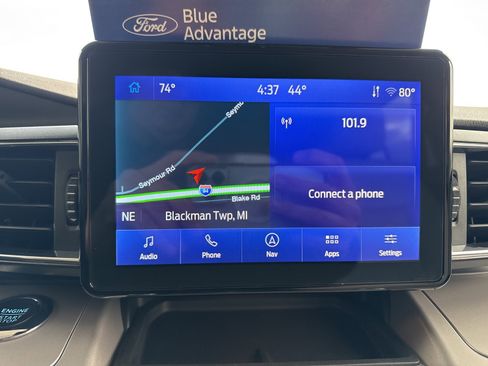 Ford
Blue
Advantage
74° 4:37 44° 80°
Seymour
Seymour Rd
101.9
94
Blake Rd
Connect a phone
NE Blackman Twp, MI
Audio Phone Nav Apps Settings
ENGINE
START
STOP